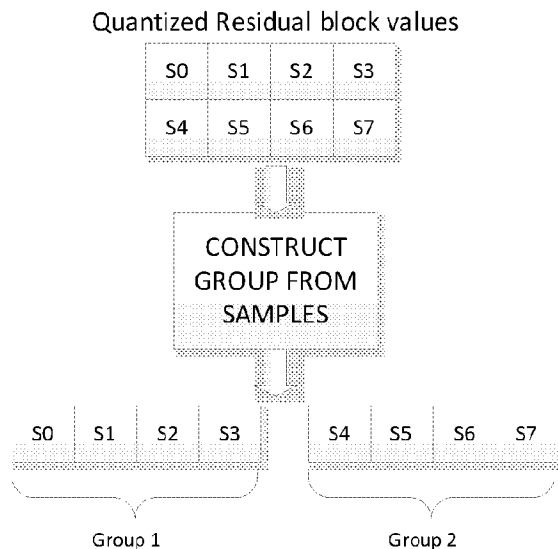 Quantized Residual block values
S0 S1 S2 S3
S4 S5 S6 S7
CONSTRUCT
GROUP FROM
SAMPLES
S0 S1 S2 S3 S4 S5 S6 S7
Group 1 Group 2